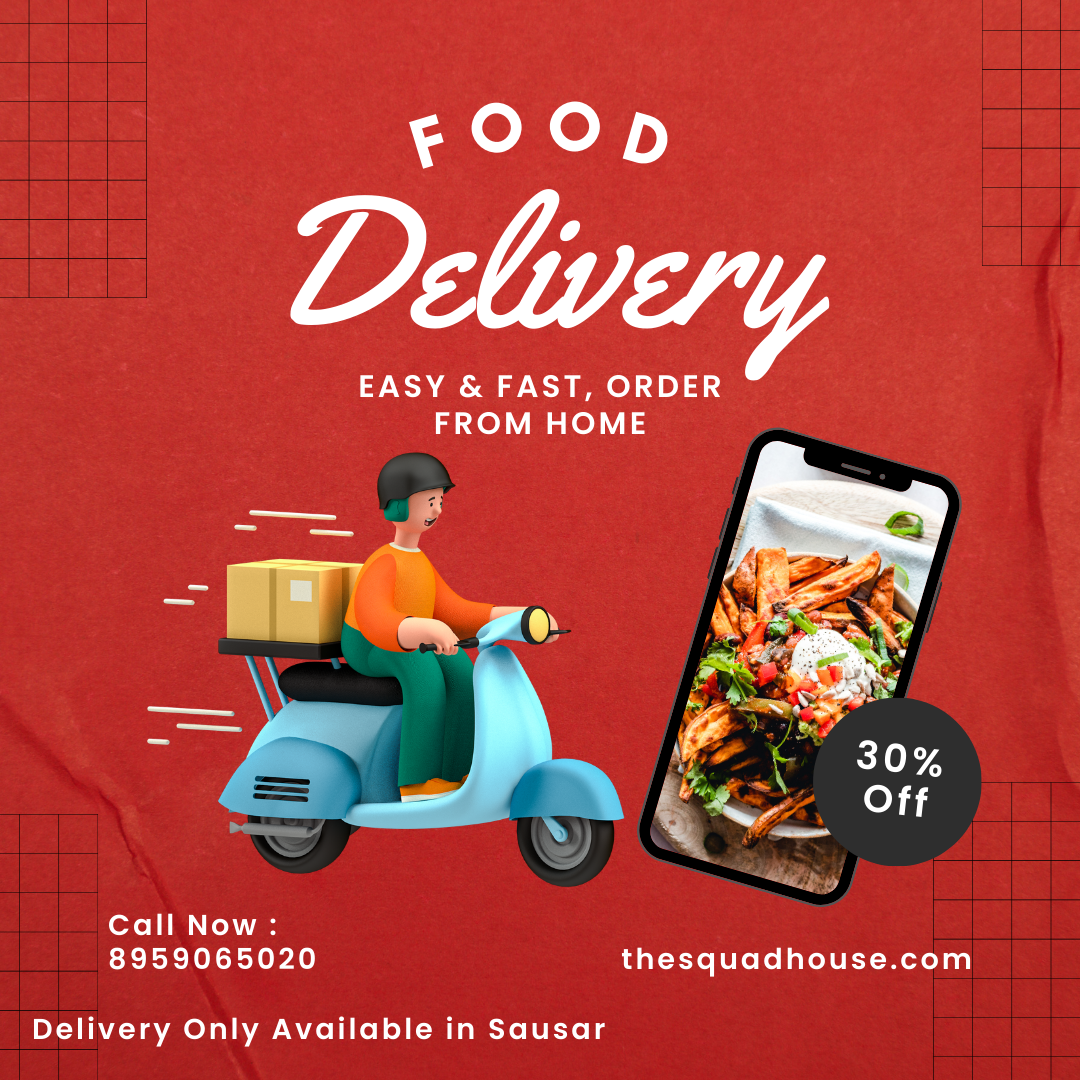 FOOD
Delivery
EASY & FAST, ORDER
FROM HOME
30%
Off
Call Now :
8959065020
thesquadhouse.com
Delivery Only Available in Sausar